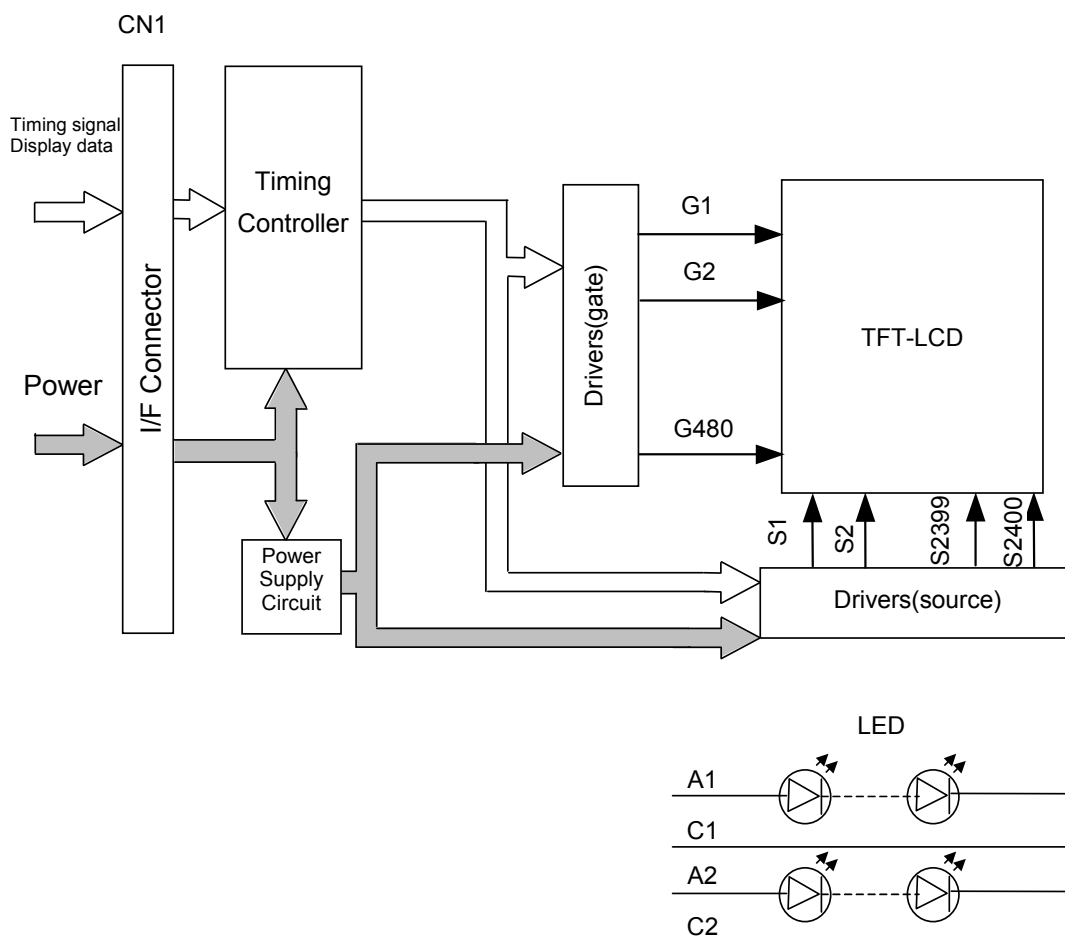 CN1
Timing signal
Display data
Power
I/F Connector
Timing
Controller
Power
Supply
Circuit
Drivers(gate)
G1
G2
G480
TFT-LCD
S1
S2
S2399
S2400
Drivers(source)
LED
A1
C1
A2
C2